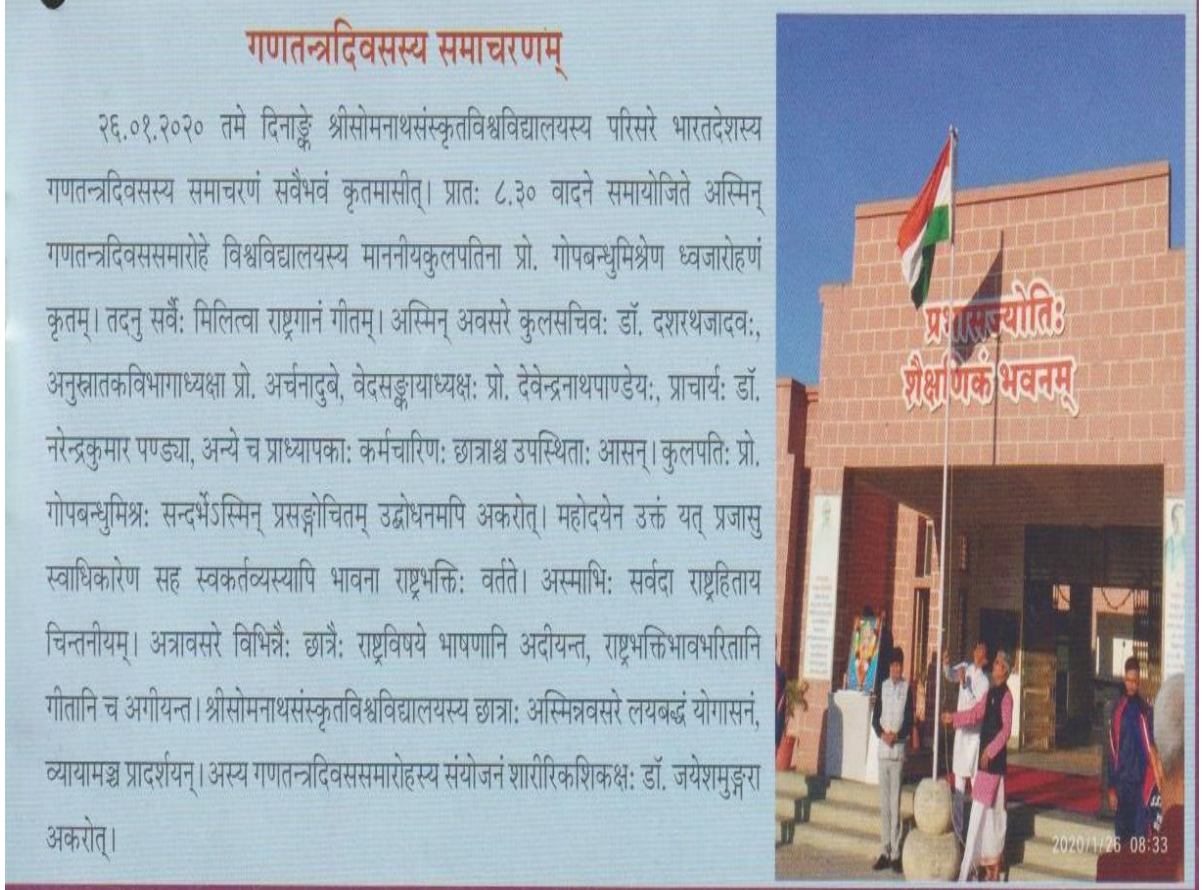 गणतन्त्रदिवसस्य समाचरणम्
२६.०१.२०२० तमे दिनाङ्के श्रीसोमनाथसंस्कृतविश्वविद्यालयस्य परिसरे भारतदेशस्य
गणतन्त्रदिवसस्य समाचरणं सवैभवं कृतमासीत्। प्रातः ८.३० वादने समायोजिते अस्मिन्
गणतन्त्रदिवससमारोहे विश्वविद्यालयस्य माननीयकुलपतिना प्रो. गोपबन्धुमिश्रेण ध्वजारोहणं
कृतम्। तदनु सर्वैः मिलित्वा राष्ट्रगानं गीतम्। अस्मिन् अवसरे कुलसचिवः डॉ. दशरथजादवः,
अनुस्नातकविभागाध्यक्षा प्रो. अर्चनादुबे, वेदसङ्कायाध्यक्षः प्रो. देवेन्द्रनाथपाण्डेयः, प्राचार्यः डॉ.
नरेन्द्रकुमार पण्ड्या, अन्ये च प्राध्यापकाः कर्मचारिणः छात्राश्च उपस्थिताः आसन्। कुलपतिः प्रो.
गोपबन्धुमिश्रः सन्दर्भेऽस्मिन् प्रसङ्गोचितम् उद्बोधनमपि अकरोत्। महोदयेन उक्तं यत् प्रजासु
स्वाधिकारेण सह स्वकर्तव्यस्यापि भावना राष्ट्रभक्तिः वर्तते। अस्माभिः सर्वदा राष्ट्रहिताय
चिन्तनीयम्। अत्रावसरे विभिन्नैः छात्रैः राष्ट्रविषये भाषणानि अदीयन्त, राष्ट्रभक्तिभावभरितानि
गीतानि च अगीयन्त। श्रीसोमनाथसंस्कृतविश्वविद्यालयस्य छात्राः अस्मिन्नवसरे लयबद्धं योगासनं,
व्यायामञ्च प्रादर्शयन्। अस्य गणतन्त्रदिवससमारोहस्य संयोजनं शारीरिकशिक्षः डॉ. जयेशमुङ्गरा
अकरोत्।
प्रभासज्योतिः
शैक्षणिकं भवनम्
2020/1/26 08:33